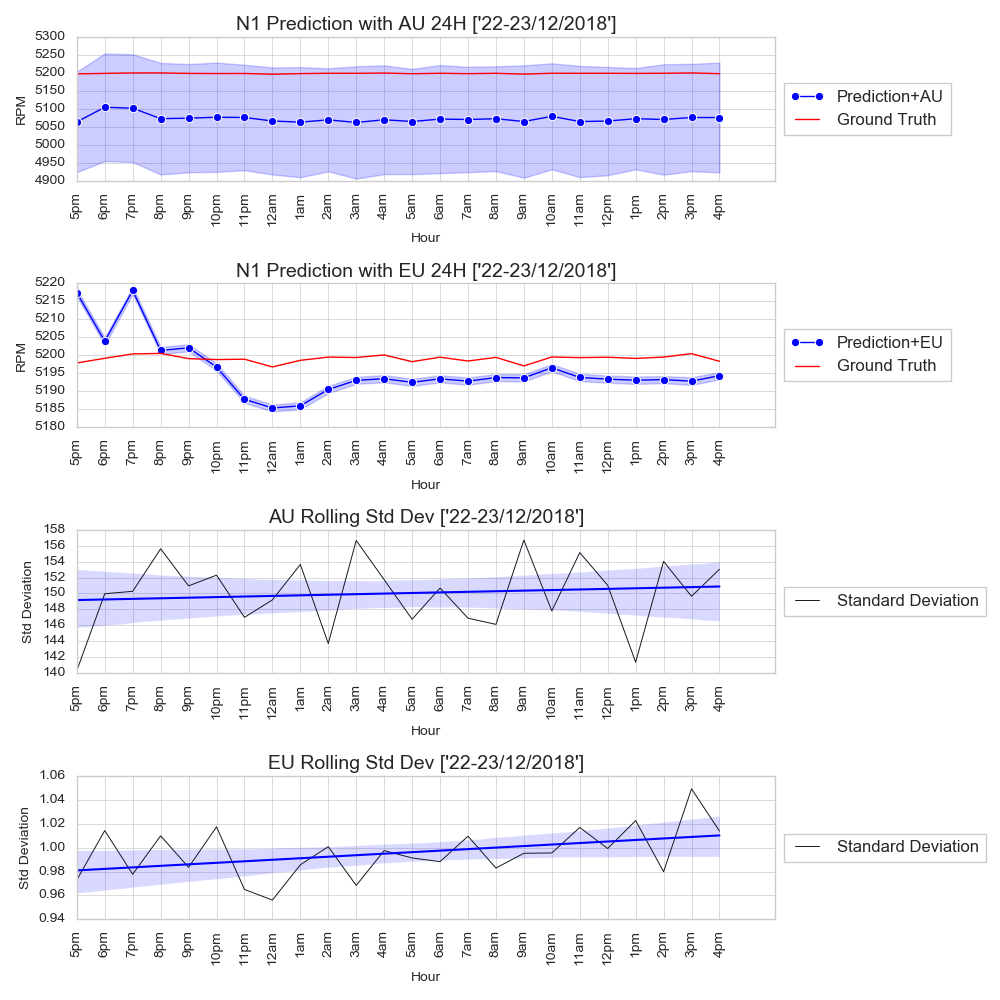 N1 Prediction with AU 24H ['22-23/12/2018']
5300
5250
5200
5150
5100
5050
5000
4950
4900
RPM
5pm 6pm 7pm 8pm 9pm 10pm 11pm 12am 1am 2am 3am 4am 5am 6am 7am 8am 9am 10am 11am 12pm 1pm 2pm 3pm 4pm
Hour
Prediction+AU
Ground Truth
N1 Prediction with EU 24H ['22-23/12/2018']
5220
5215
5210
5205
5200
5195
5190
5185
5180
RPM
5pm 6pm 7pm 8pm 9pm 10pm 11pm 12am 1am 2am 3am 4am 5am 6am 7am 8am 9am 10am 11am 12pm 1pm 2pm 3pm 4pm
Hour
Prediction+EU
Ground Truth
AU Rolling Std Dev ['22-23/12/2018']
158
156
154
152
150
148
146
144
142
140
Std Deviation
5pm 6pm 7pm 8pm 9pm 10pm 11pm 12am 1am 2am 3am 4am 5am 6am 7am 8am 9am 10am 11am 12pm 1pm 2pm 3pm 4pm
Hour
Standard Deviation
EU Rolling Std Dev ['22-23/12/2018']
1.06
1.04
1.02
1.00
0.98
0.96
0.94
Std Deviation
5pm 6pm 7pm 8pm 9pm 10pm 11pm 12am 1am 2am 3am 4am 5am 6am 7am 8am 9am 10am 11am 12pm 1pm 2pm 3pm 4pm
Hour
Standard Deviation